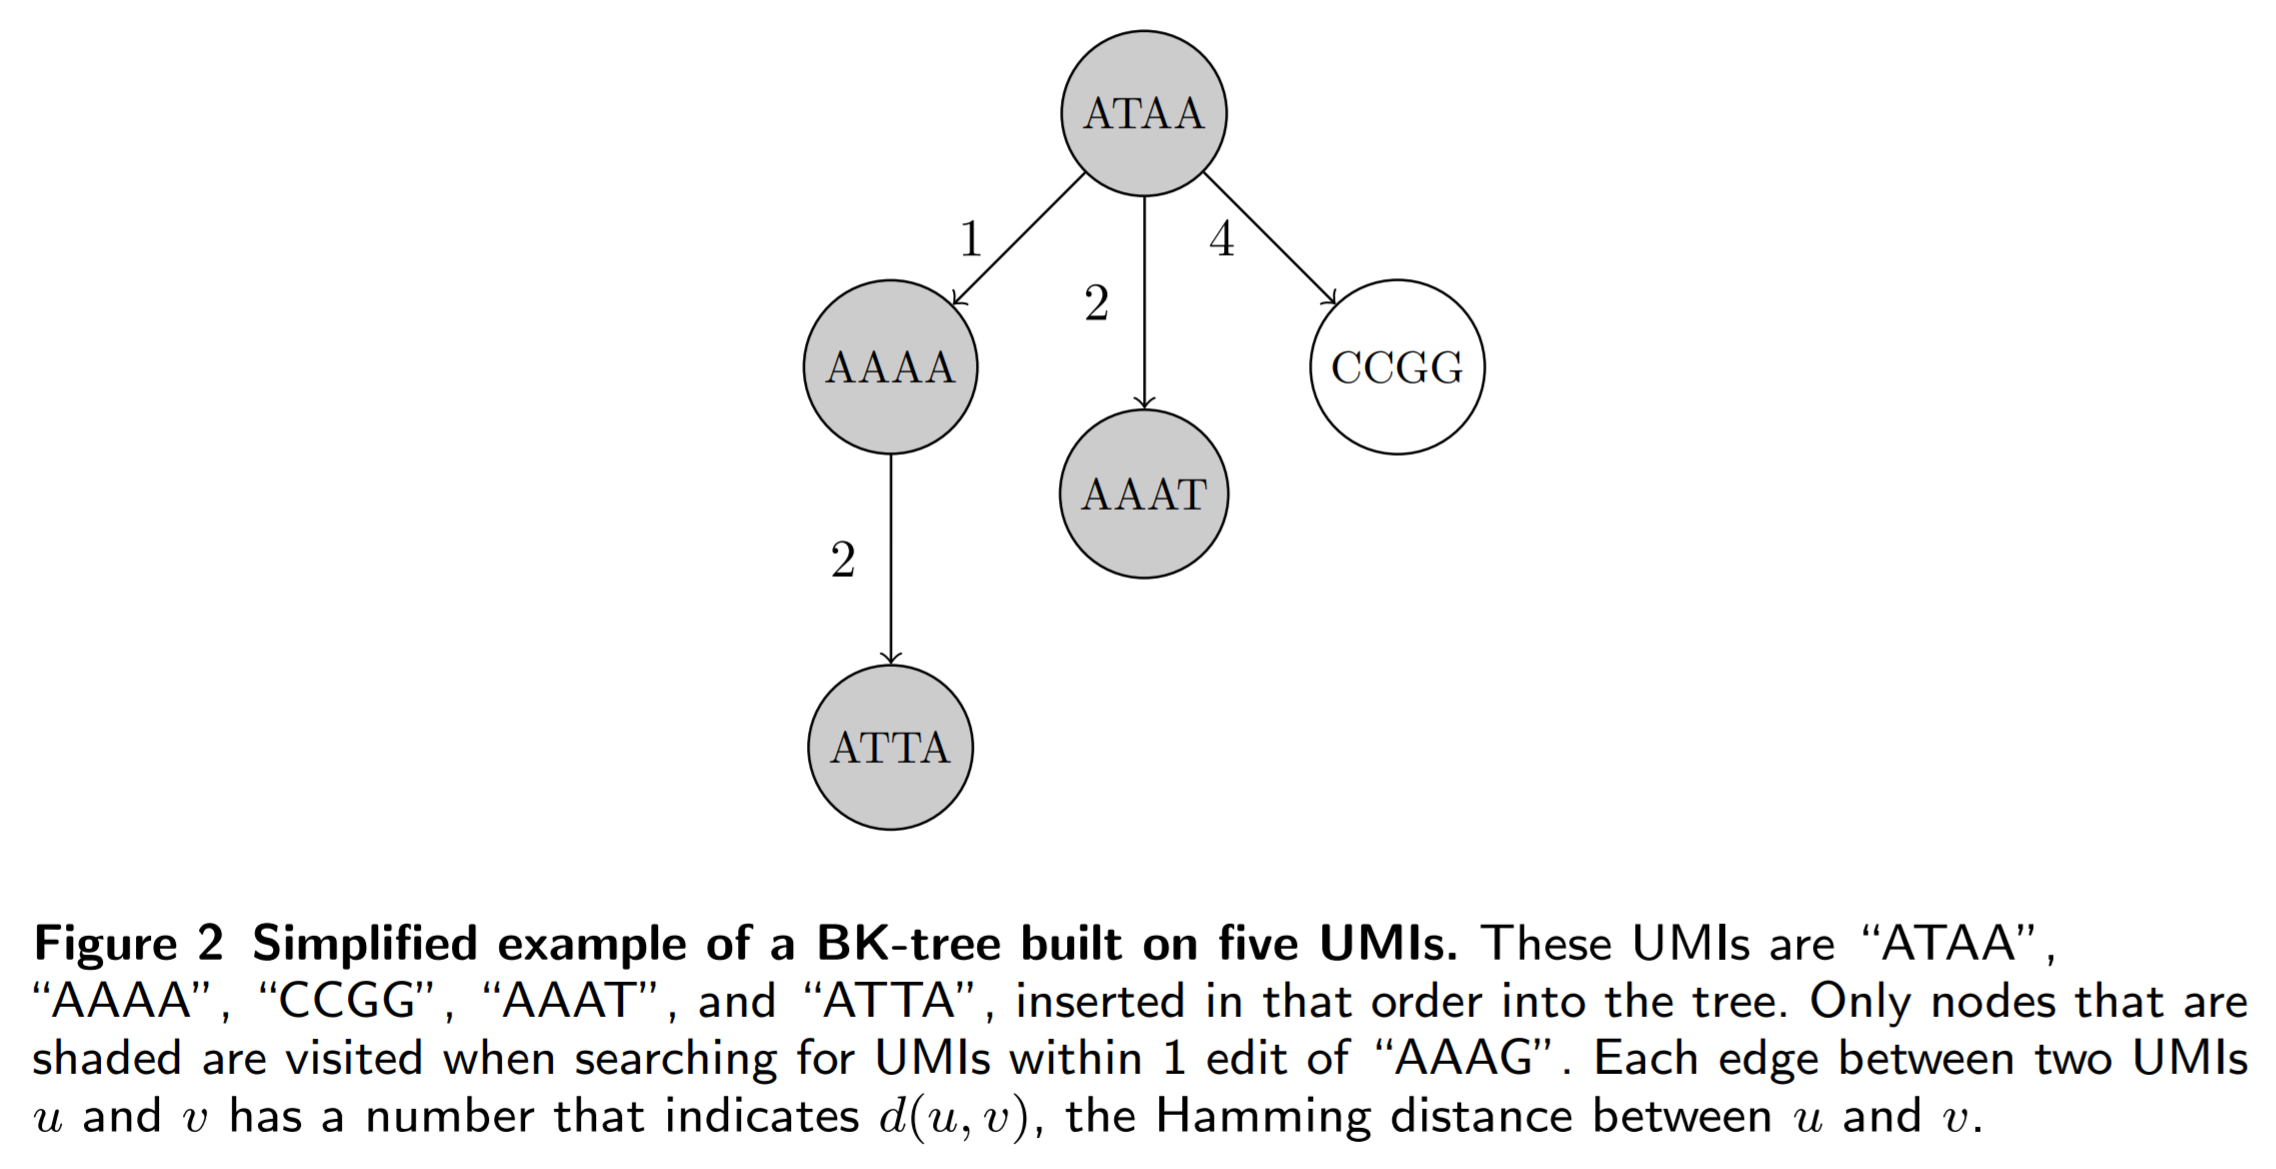 ATAA
1
2
4
AAAA
CCGG
AAAT
2
ATTA
Figure 2 Simplified example of a BK-tree built on five UMIs. These UMIs are “ATAA”,
“AAAA”, “CCGG”, “AAAT”, and “ATTA”, inserted in that order into the tree. Only nodes that are
shaded are visited when searching for UMIs within 1 edit of “AAAG”. Each edge between two UMIs
u and v has a number that indicates d(u, v), the Hamming distance between u and v.